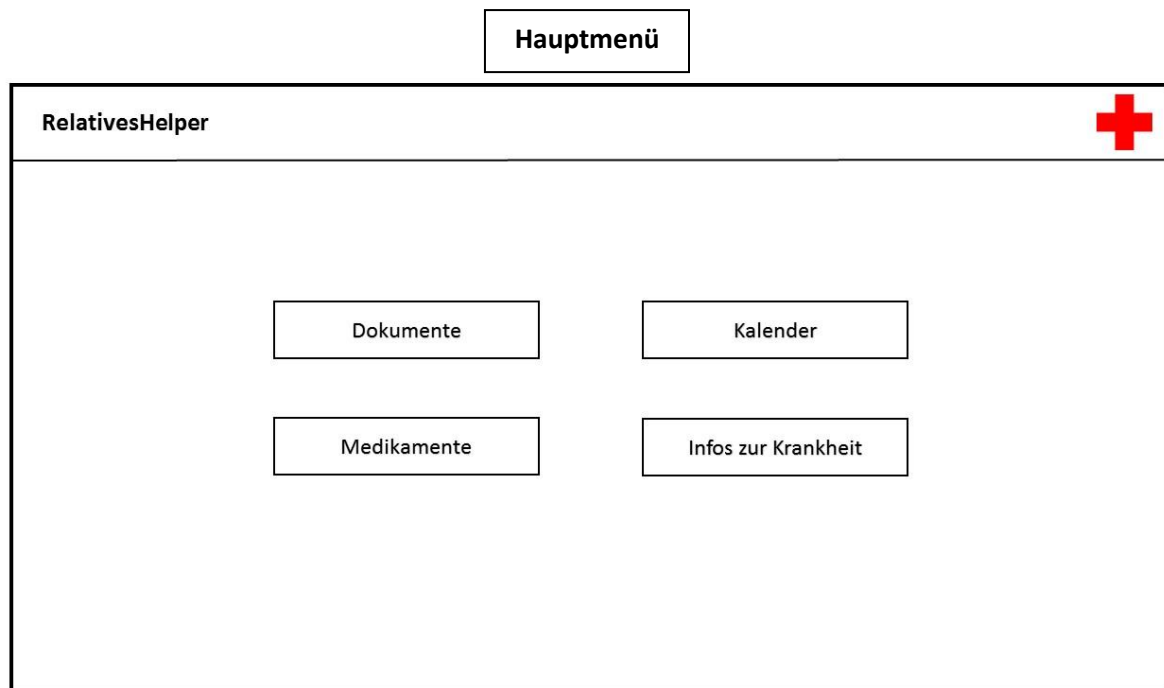 Hauptmenü
RelativesHelper
Dokumente
Kalender
Medikamente
Infos zur Krankheit